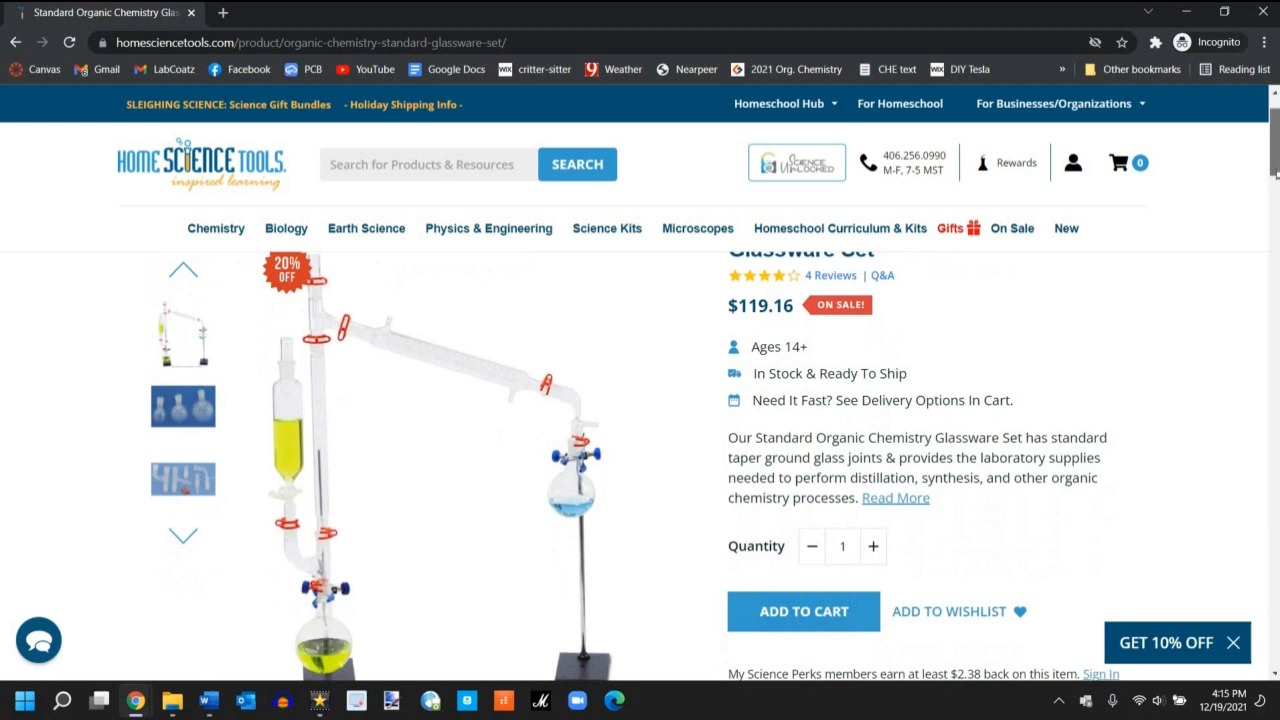 Standard Organic Chemistry Glas
homesciencetools.com/product/organic-chemistry-standard-glassware-set/
Incognito
Canvas
Gmail
LabCoatz
Facebook
PCB
YouTube
Google Docs
critter-sitter
Weather
Nearpeer
2021 Org. Chemistry
CHE text
DIY Tesla
»
Other bookmarks
Reading list
SLEIGHING SCIENCE: Science Gift Bundles
- Holiday Shipping Info -
Homeschool Hub
For Homeschool
For Businesses/Organizations
HOME SCIENCE TOOLS.
inspired learning
Search for Products & Resources
SEARCH
SCIENCE
UNLOCKED
406.256.0990
M-F, 7-5 MST
Rewards
0
Chemistry
Biology
Earth Science
Physics & Engineering
Science Kits
Microscopes
Homeschool Curriculum & Kits
Gifts
On Sale
New
20%
OFF
Glassware Set
4 Reviews | Q&A
$119.16
ON SALE!
Ages 14+
In Stock & Ready To Ship
Need It Fast? See Delivery Options In Cart.
Our Standard Organic Chemistry Glassware Set has standard
taper ground glass joints & provides the laboratory supplies
needed to perform distillation, synthesis, and other organic
chemistry processes. Read More
Quantity
1
ADD TO CART
ADD TO WISHLIST
GET 10% OFF
My Science Perks members earn at least $2.38 back on this item. Sign In
4:15 PM
12/19/2021